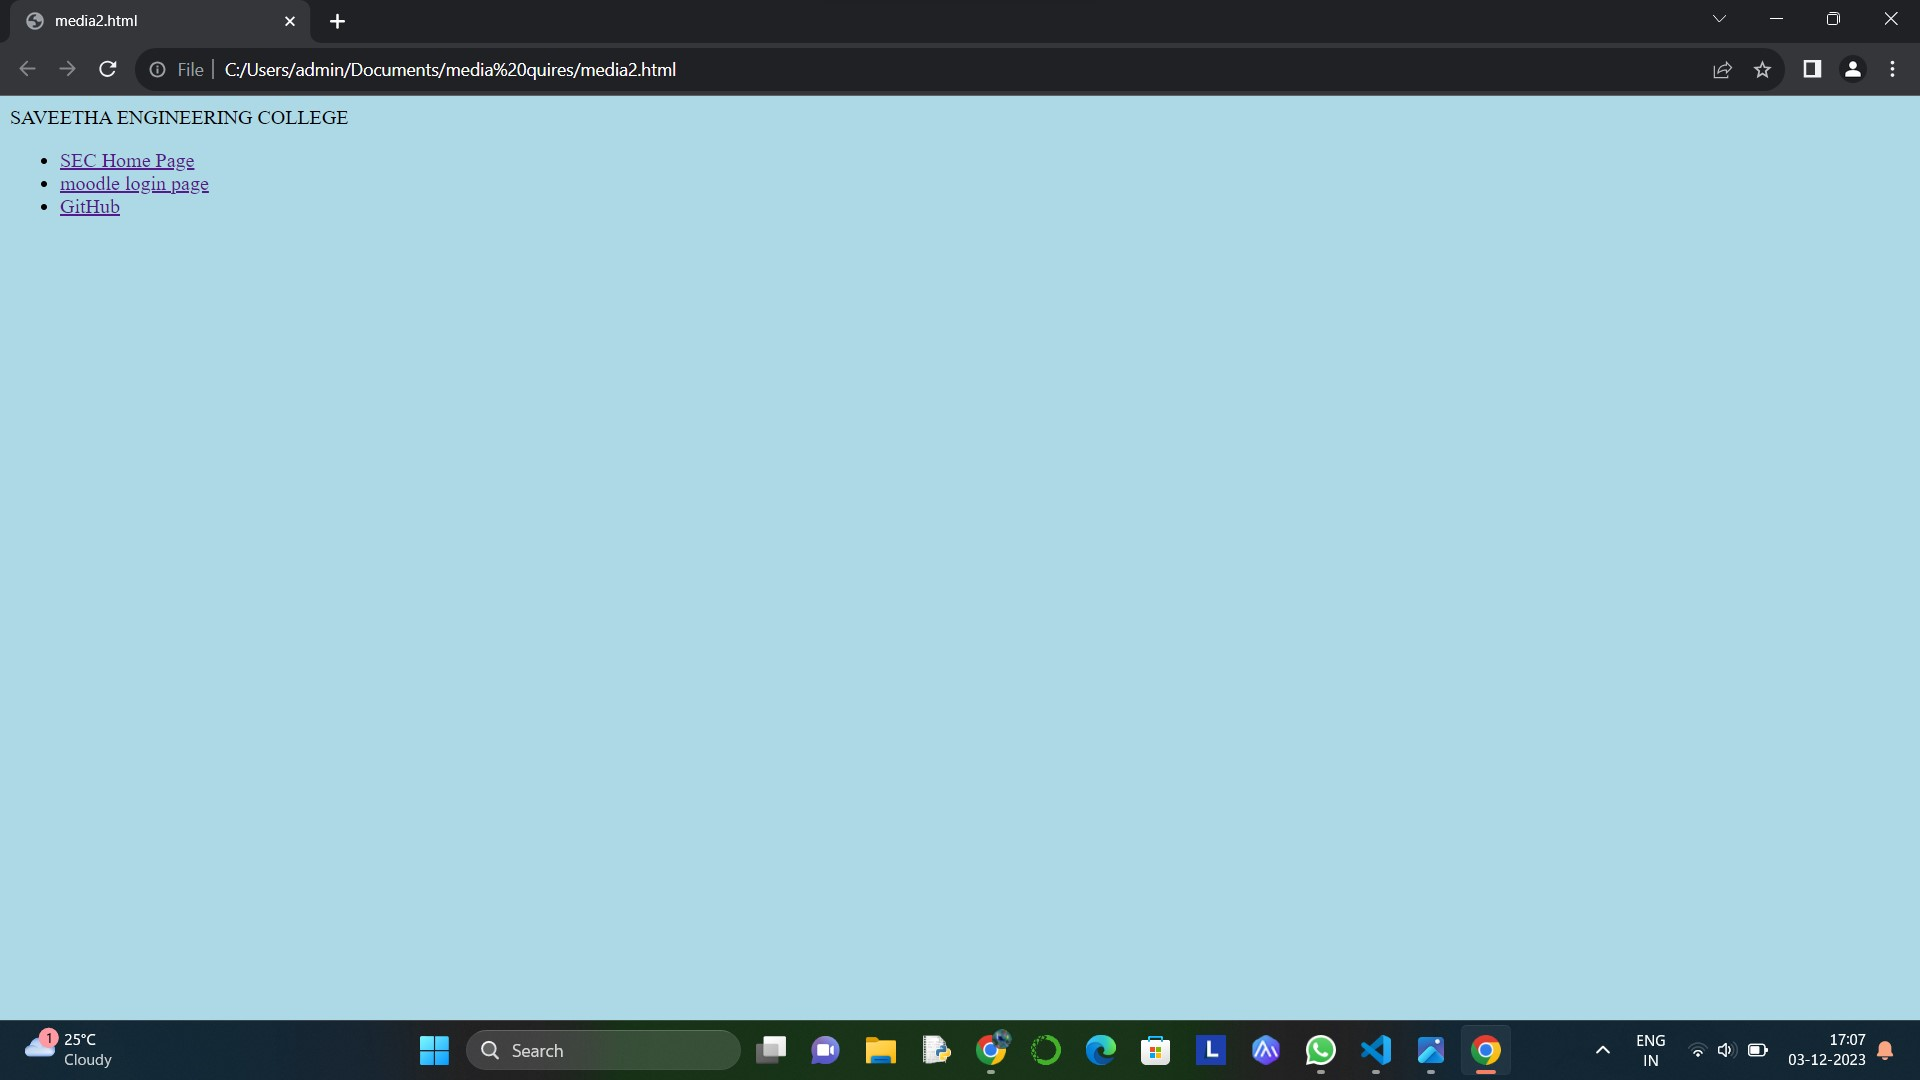 media2.html
File
C:/Users/admin/Documents/media%20quires/media2.html
SAVEETHA ENGINEERING COLLEGE
SEC Home Page
moodle login page
GitHub
1
25°C
Cloudy
Search
L
ENG
IN
17:07
03-12-2023